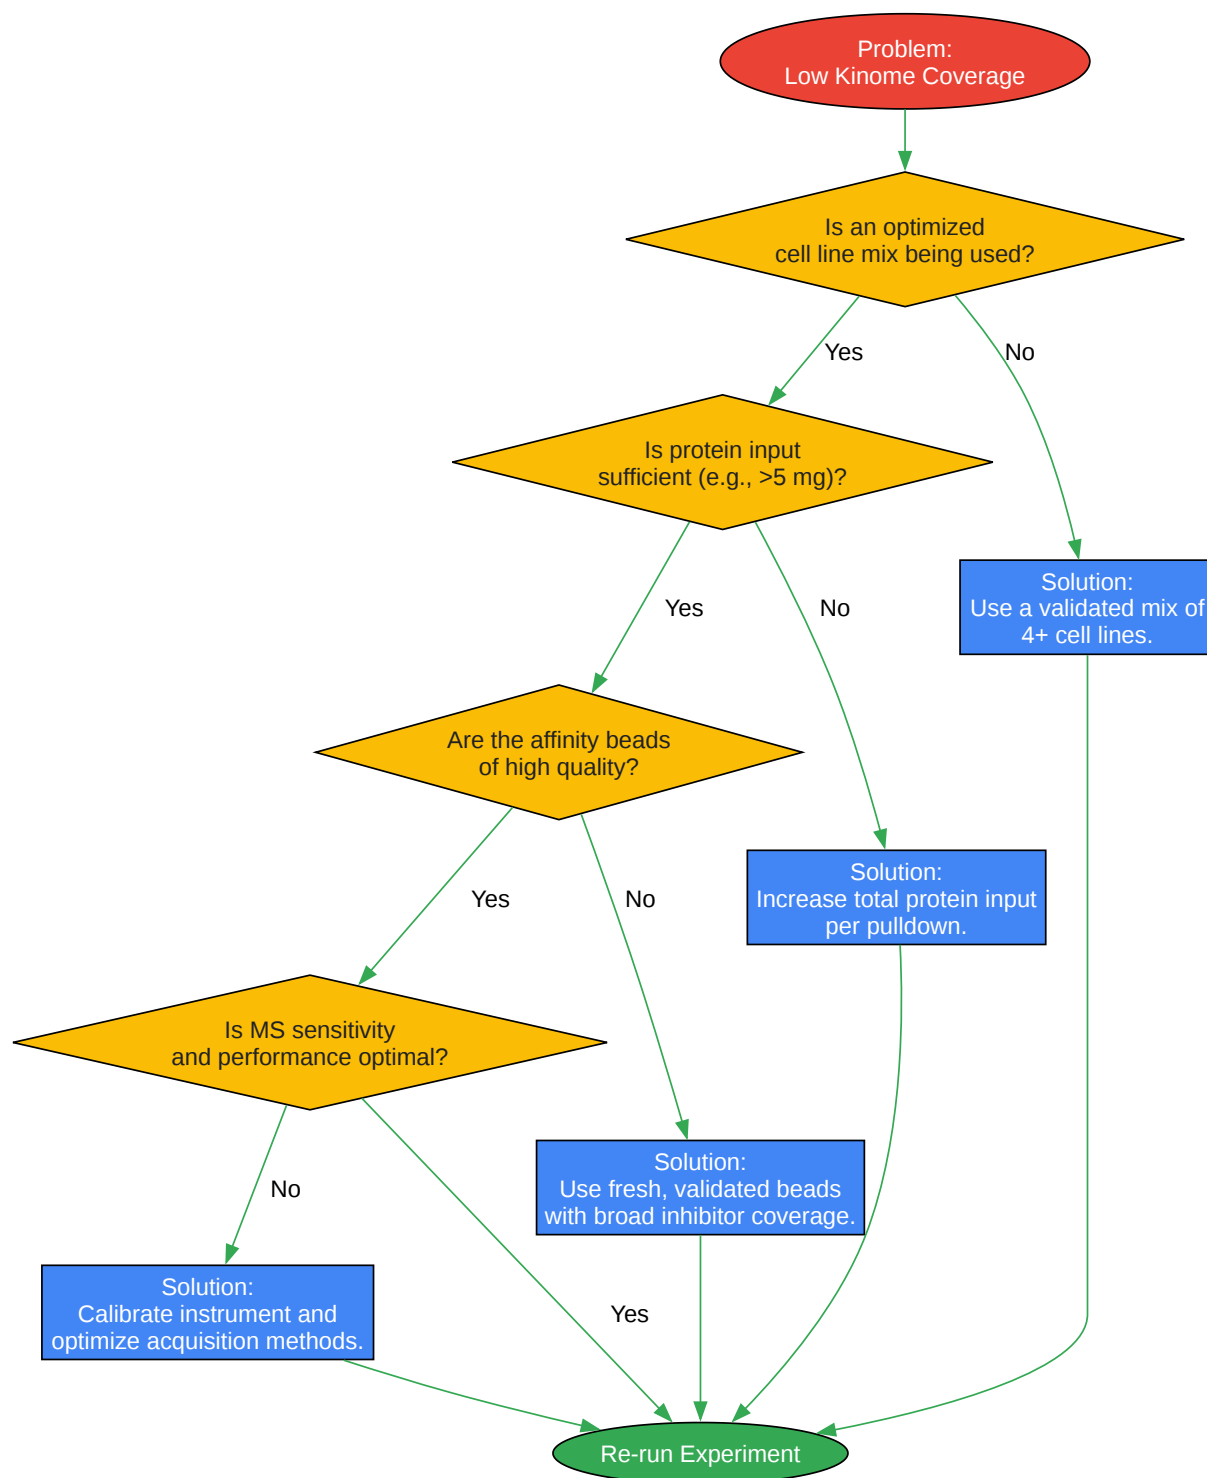 Problem:
Low Kinome Coverage
Is an optimized
cell line mix being used?
Yes
No
Is protein input
sufficient (e.g., >5 mg)?
Solution:
Use a validated mix of
4+ cell lines.
Yes
No
Are the affinity beads
of high quality?
Solution:
Increase total protein input
per pulldown.
Yes
No
Is MS sensitivity
and performance optimal?
Solution:
Use fresh, validated beads
with broad inhibitor coverage.
No
Yes
Solution:
Calibrate instrument and
optimize acquisition methods.
Re-run Experiment